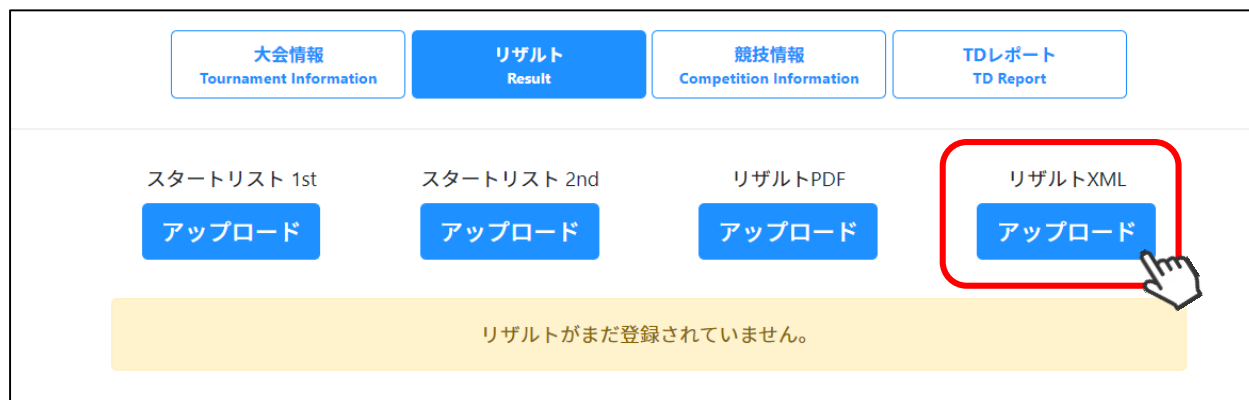 大会情報
Tournament Information
リザルト
Result
競技情報
Competition Information
TDレポート
TD Report
スタートリスト 1st
スタートリスト 2nd
リザルトPDF
リザルトXML
アップロード
アップロード
アップロード
アップロード
リザルトがまだ登録されていません。